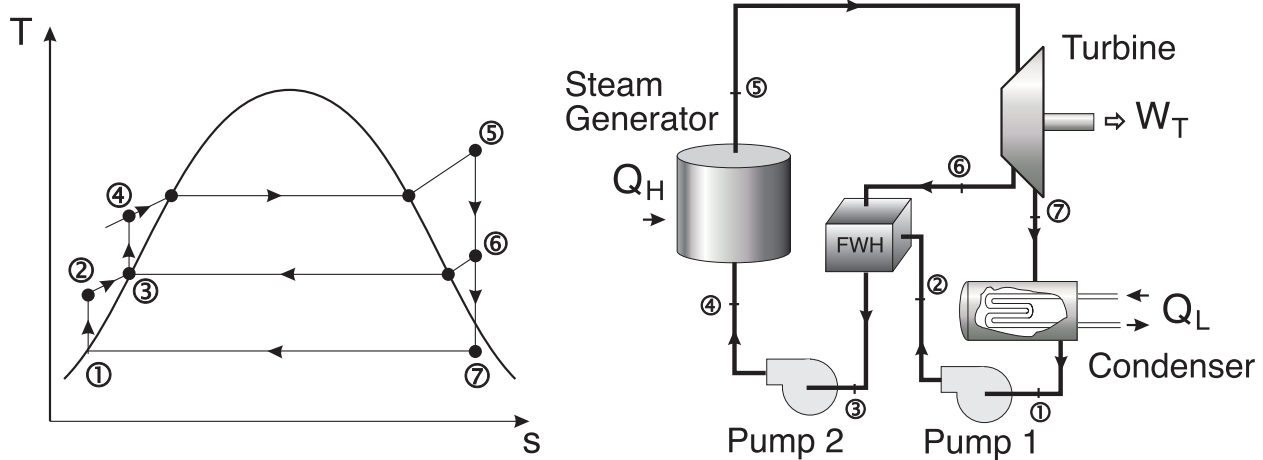 T
④
②
①
③
⑤
⑥
⑦
s
Steam
Generator
Q_H
⑤
④
FWH
⑥
②
③
Pump 2
Pump 1
①
Turbine
⇨ W_T
⑦
Q_L
Condenser